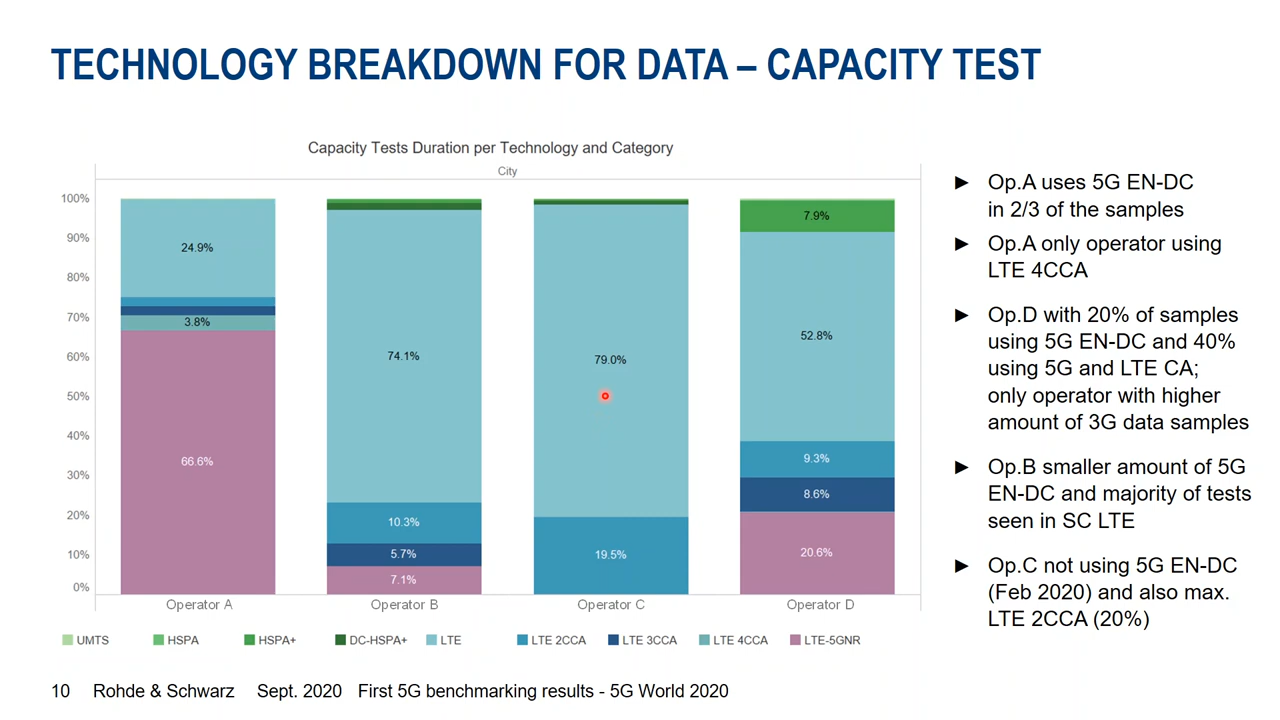 TECHNOLOGY BREAKDOWN FOR DATA – CAPACITY TEST
Capacity Tests Duration per Technology and Category
City
100%
90%
80%
70%
60%
50%
40%
30%
20%
10%
0%
24.9%
3.8%
66.6%
74.1%
10.3%
5.7%
7.1%
79.0%
19.5%
7.9%
52.8%
9.3%
8.6%
20.6%
Operator A
Operator B
Operator C
Operator D
UMTS
HSPA
HSPA+
DC-HSPA+
LTE
LTE 2CCA
LTE 3CCA
LTE 4CCA
LTE-5GNR
► Op.A uses 5G EN-DC
in 2/3 of the samples
► Op.A only operator using
LTE 4CCA
► Op.D with 20% of samples
using 5G EN-DC and 40%
using 5G and LTE CA;
only operator with higher
amount of 3G data samples
► Op.B smaller amount of 5G
EN-DC and majority of tests
seen in SC LTE
► Op.C not using 5G EN-DC
(Feb 2020) and also max.
LTE 2CCA (20%)
10 Rohde & Schwarz Sept. 2020 First 5G benchmarking results - 5G World 2020